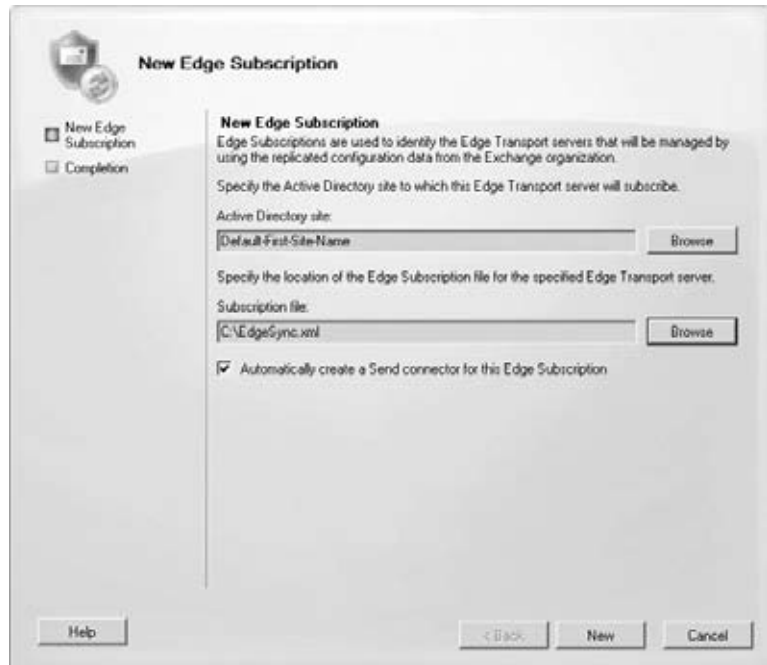 New Edge Subscription
New Edge
Subscription
Completion
New Edge Subscription
Edge Subscriptions are used to identify the Edge Transport servers that will be managed by
using the replicated configuration data from the Exchange organization.
Specify the Active Directory site to which this Edge Transport server will subscribe.
Active Directory site:
Default-First-Site-Name
Browse
Specify the location of the Edge Subscription file for the specified Edge Transport server.
Subscription file:
C:\EdgeSync.xml
Browse
Automatically create a Send connector for this Edge Subscription
Help
< Back
New
Cancel